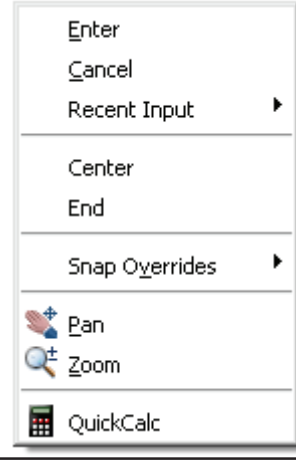 Enter
Cancel
Recent Input
Center
End
Snap Overrides
Pan
Zoom
QuickCalc